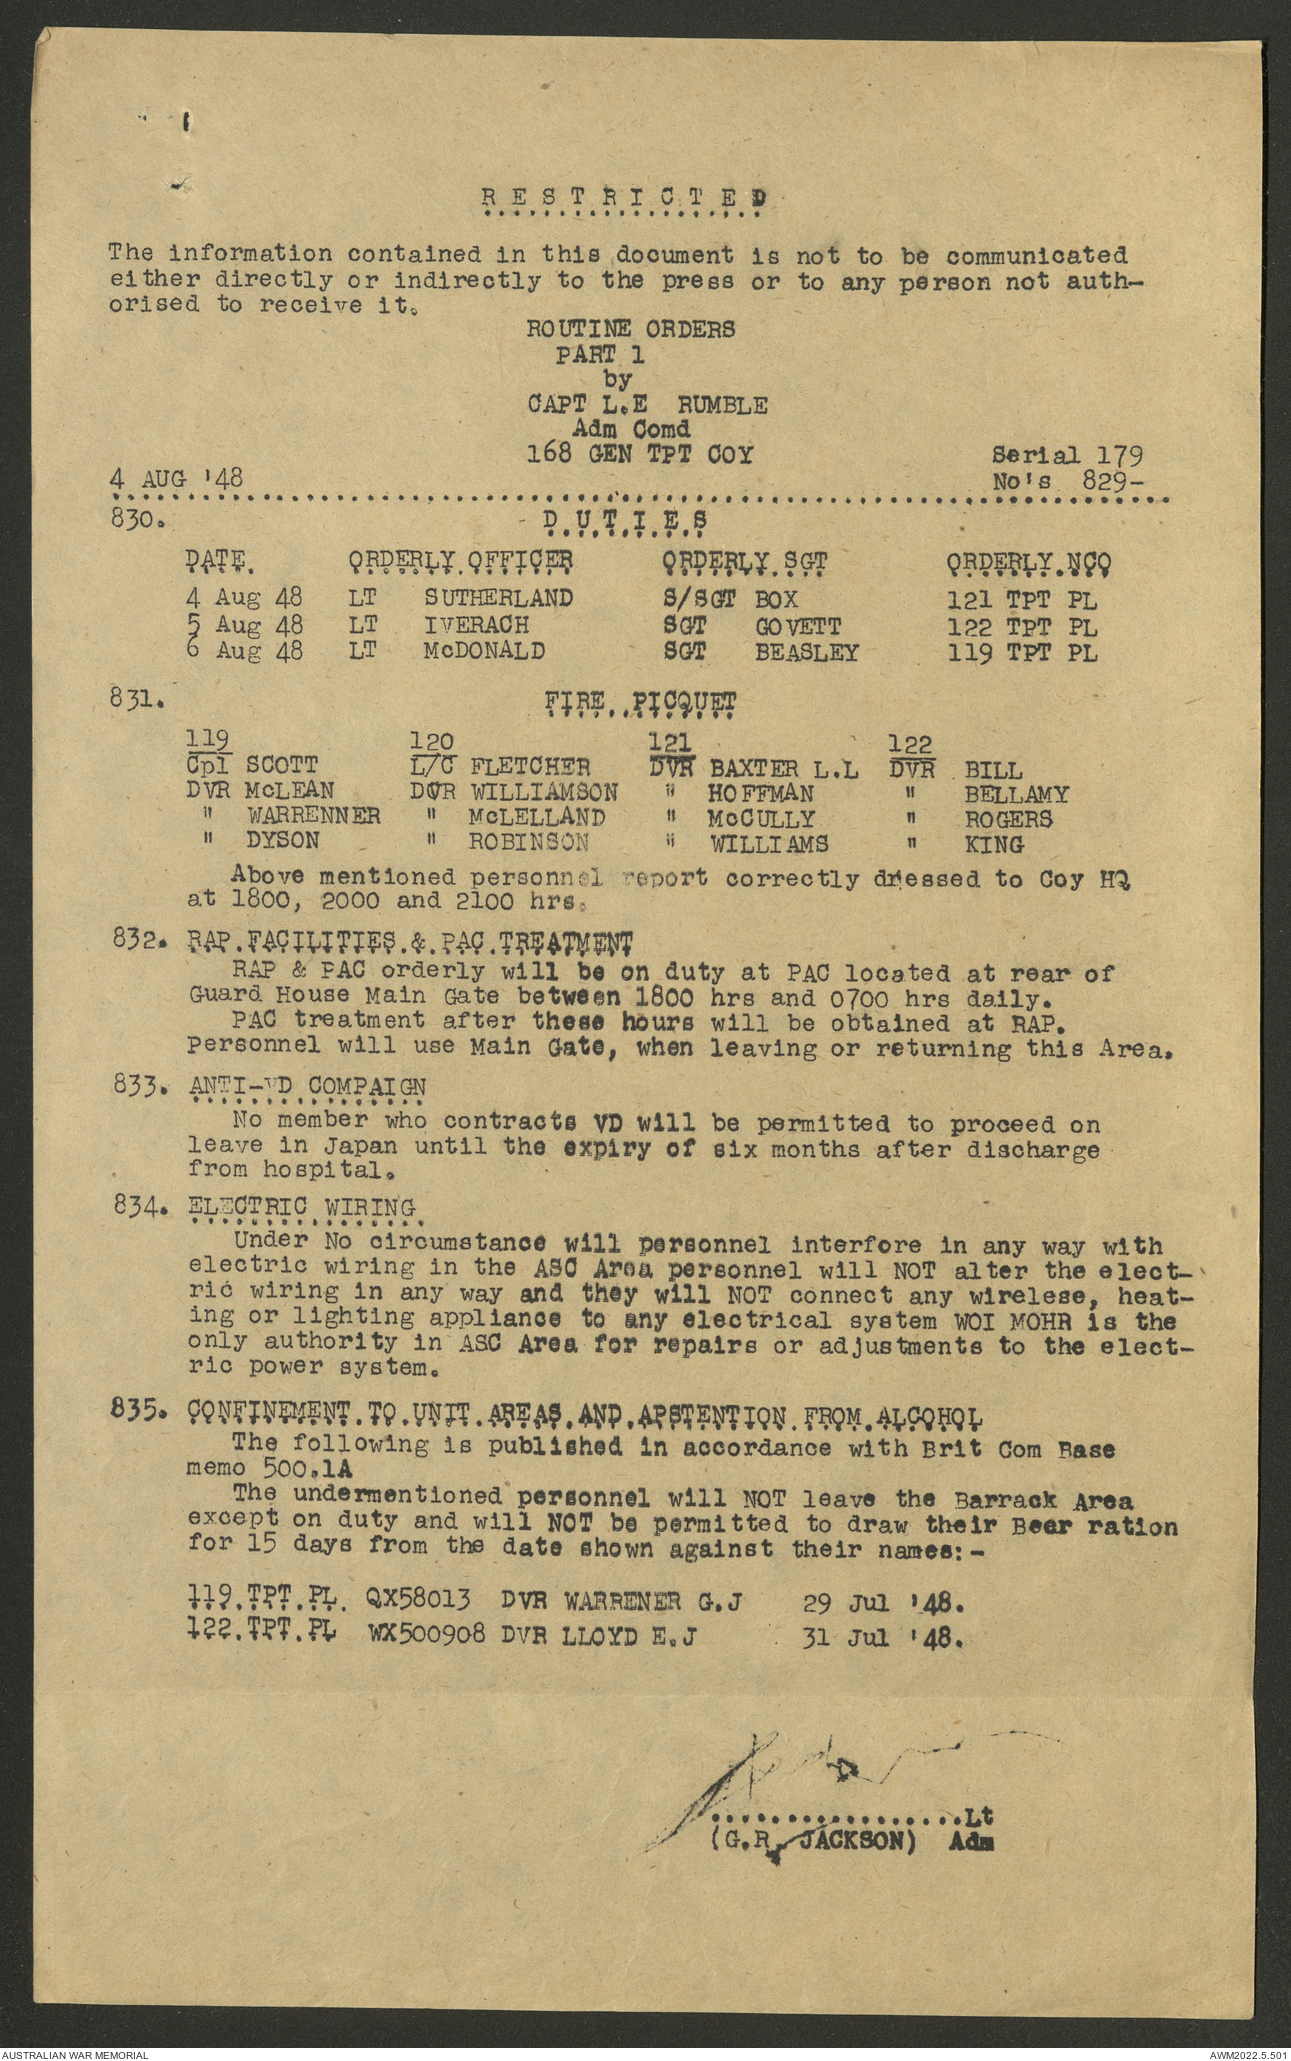 RESTRICTED
The information contained in this document is not to be communicated
either directly or indirectly to the press or to any person not auth-
orised to receive it.
ROUTINE ORDERS
PART 1
by
CAPT L.E RUMBLE
Adm Comd
168 GEN TPT COY Serial 179
4 AUG '48 No's 829-
830. D.U.T.I.E.S
DATE. ORDERLY.OFFICER ORDERLY.SGT ORDERLY.NCO
4 Aug 48 LT SUTHERLAND S/SGT BOX 121 TPT PL
5 Aug 48 LT IVERACH SGT GOVETT 122 TPT PL
6 Aug 48 LT McDONALD SGT BEASLEY 119 TPT PL
831. FIRE..PICQUET
119 120 121 122
Cpl SCOTT L/C FLETCHER DVR BAXTER L.L DVR BILL
DVR McLEAN DVR WILLIAMSON " HOFFMAN " BELLAMY
" WARRENNER " McLELLAND " McCULLY " ROGERS
" DYSON " ROBINSON " WILLIAMS " KING
Above mentioned personnel report correctly dressed to Coy HQ
at 1800, 2000 and 2100 hrs.
832. RAP.FACILITIES.&.PAC.TREATMENT
RAP & PAC orderly will be on duty at PAC located at rear of
Guard House Main Gate between 1800 hrs and 0700 hrs daily.
PAC treatment after these hours will be obtained at RAP.
Personnel will use Main Gate, when leaving or returning this Area.
833. ANTI-VD COMPAIGN
No member who contracts VD will be permitted to proceed on
leave in Japan until the expiry of six months after discharge
from hospital.
834. ELECTRIC WIRING
Under No circumstance will personnel interfore in any way with
electric wiring in the ASC Area personnel will NOT alter the elect-
ric wiring in any way and they will NOT connect any wirelese, heat-
ing or lighting appliance to any electrical system WOI MOHR is the
only authority in ASC Area for repairs or adjustments to the elect-
ric power system.
835. CONFINEMENT.TO.UNIT.AREAS.AND.APSTENTION.FROM.ALCOHOL
The following is published in accordance with Brit Com Base
memo 500.1A
The undermentioned personnel will NOT leave the Barrack Area
except on duty and will NOT be permitted to draw their Beer ration
for 15 days from the date shown against their names:-
119.TPT.PL. QX58013 DVR WARRENER G.J 29 Jul '48.
122.TPT.PL WX500908 DVR LLOYD E.J 31 Jul '48.
..................Lt
(G.R. JACKSON) Adm
AUSTRALIAN WAR MEMORIAL AWM2022.5.501